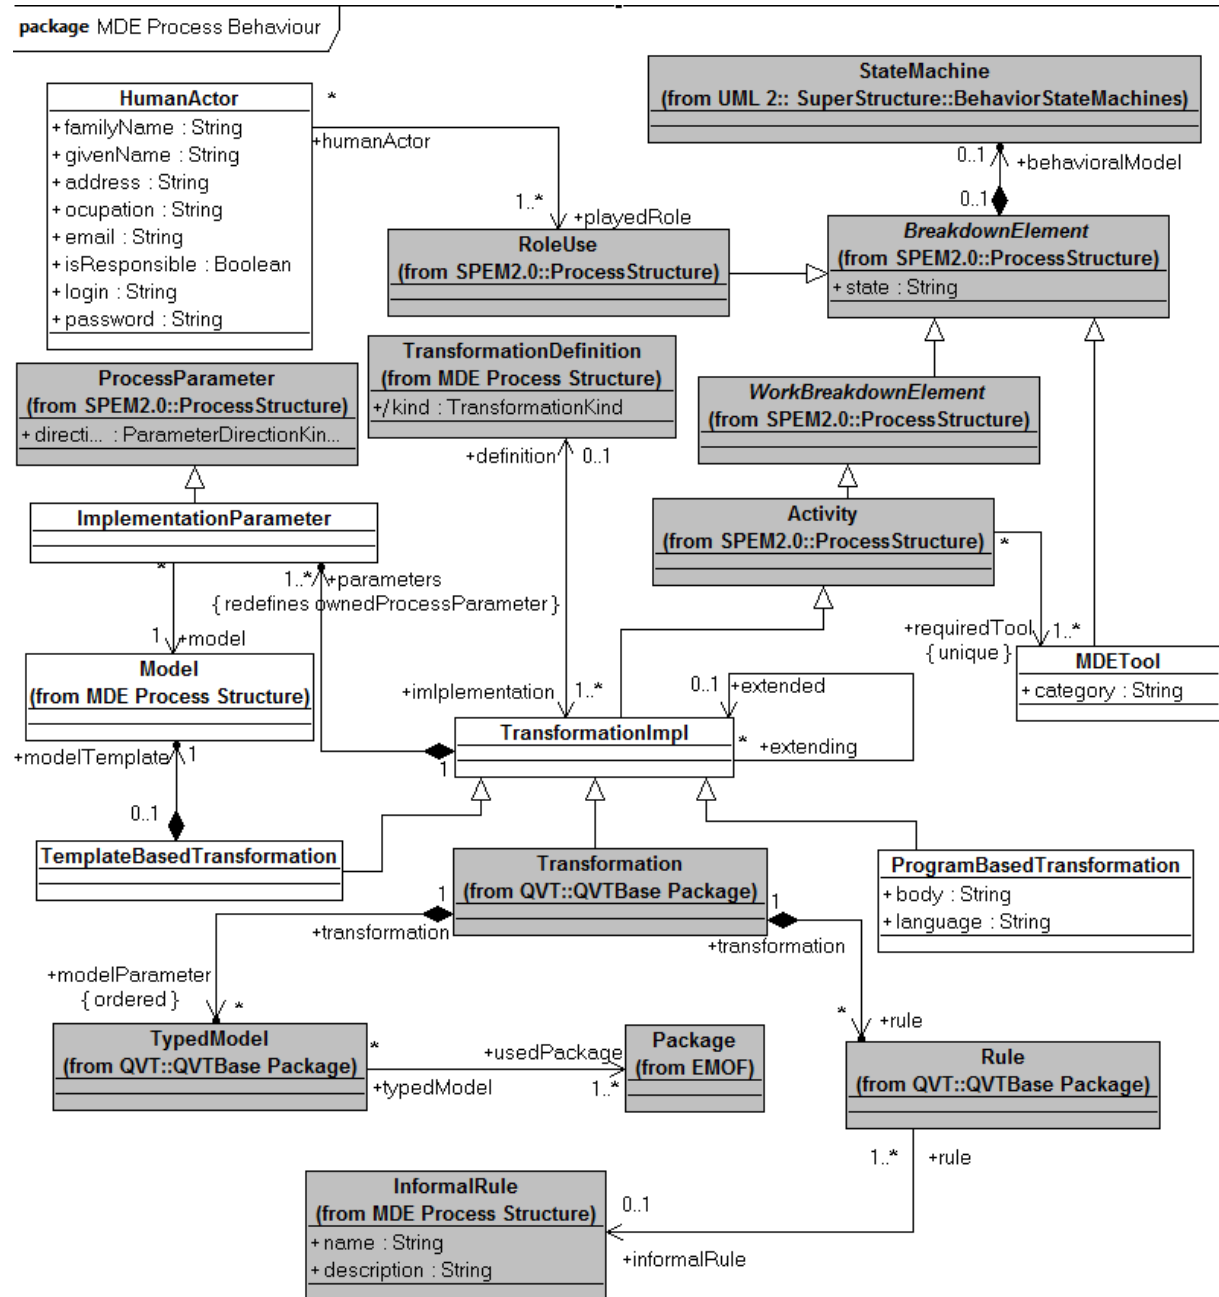 package MDE Process Behaviour
StateMachine
(from UML 2:: SuperStructure::BehaviorStateMachines)
HumanActor
+ familyName : String
+ givenName : String
+ address : String
+ ocupation : String
+ email : String
+ isResponsible : Boolean
+ login : String
+ password : String
*
+humanActor
1..*
+playedRole
0..1
+behavioralModel
0..1
RoleUse
(from SPEM2.0::ProcessStructure)
BreakdownElement
(from SPEM2.0::ProcessStructure)
+ state : String
ProcessParameter
(from SPEM2.0::ProcessStructure)
+ directi... : ParameterDirectionKin...
TransformationDefinition
(from MDE Process Structure)
+/kind : TransformationKind
WorkBreakdownElement
(from SPEM2.0::ProcessStructure)
+definition
0..1
ImplementationParameter
Activity
(from SPEM2.0::ProcessStructure)
*
*
1..*
+parameters
{ redefines ownedProcessParameter }
1
+model
+requiredTool
{ unique }
1..*
Model
(from MDE Process Structure)
MDETool
+ category : String
+imlplementation
1..*
0..1
+extended
TransformationImpl
*
+extending
1
+modelTemplate
1
0..1
TemplateBasedTransformation
Transformation
(from QVT::QVTBase Package)
ProgramBasedTransformation
+ body : String
+ language : String
1
+transformation
1
+transformation
+modelParameter
{ ordered }
*
*
+rule
TypedModel
(from QVT::QVTBase Package)
*
+usedPackage
+typedModel
1..*
Package
(from EMOF)
Rule
(from QVT::QVTBase Package)
1..*
+rule
InformalRule
(from MDE Process Structure)
+ name : String
+ description : String
0..1
+informalRule